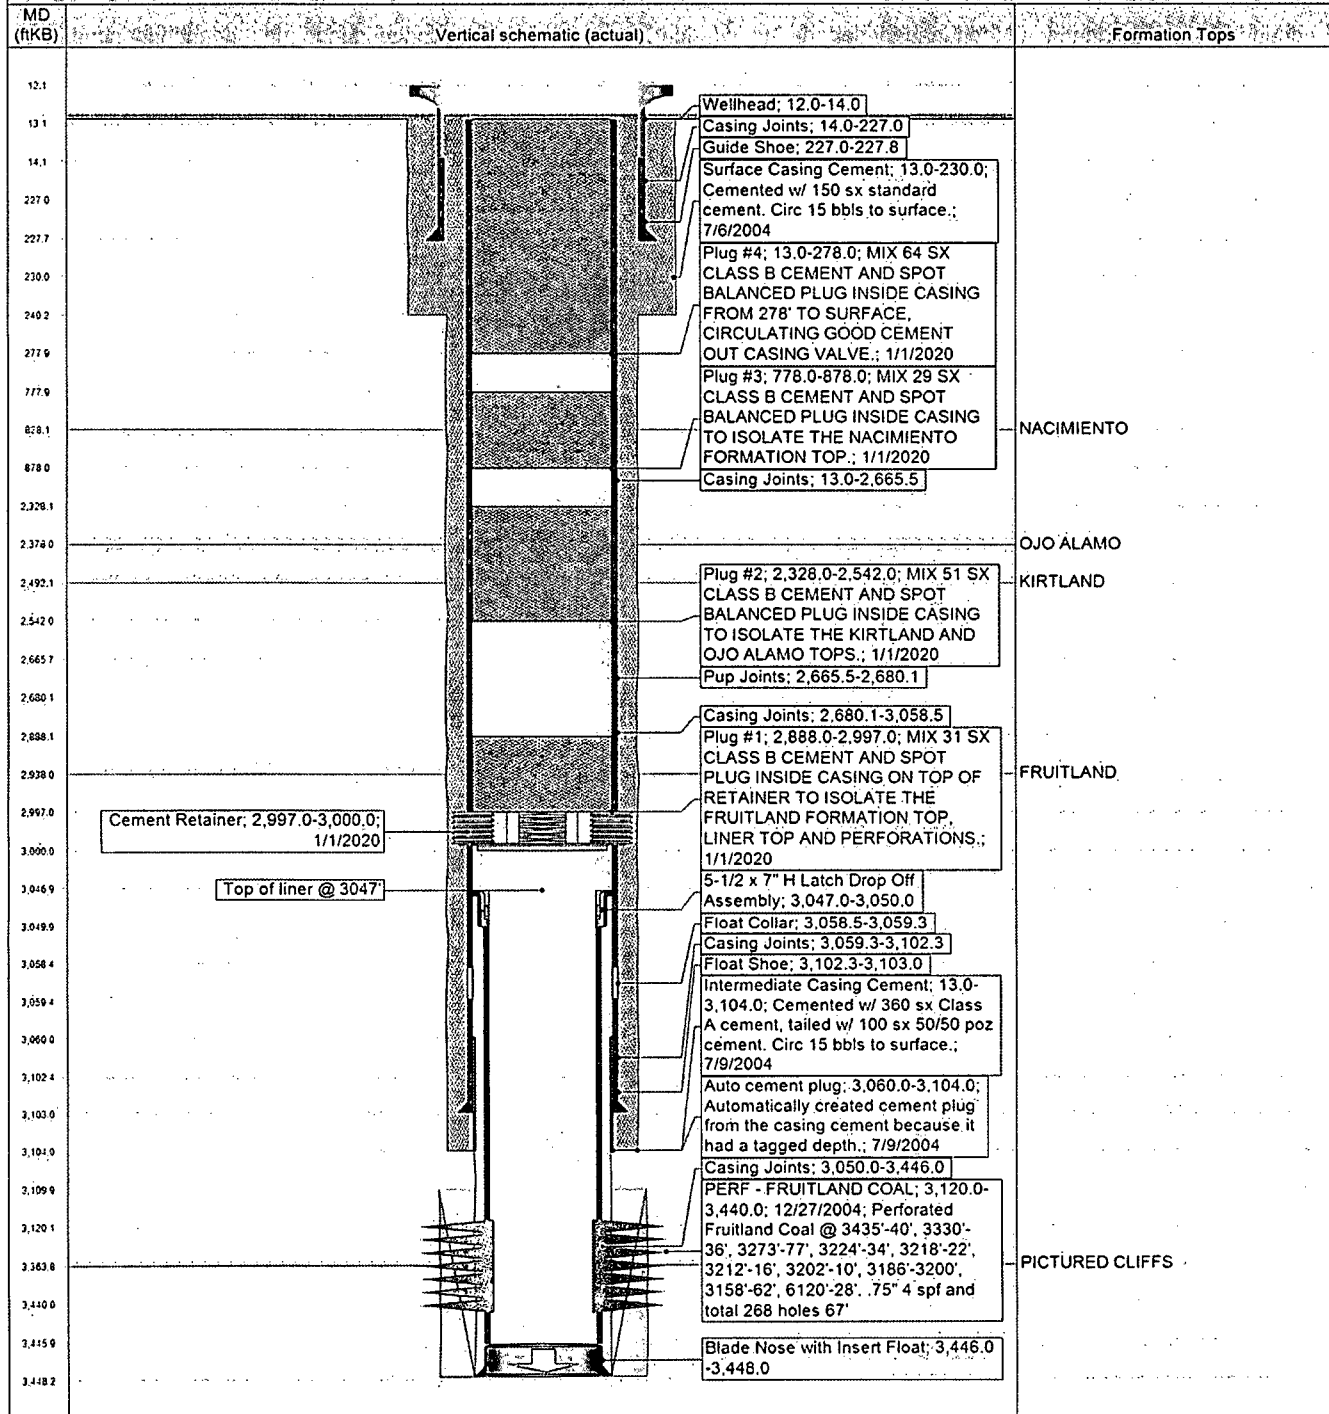 MD
(ftKB)
Vertical schematic (actual)
Formation Tops
12.1
13.1
14.1
227.0
227.7
230.0
240.2
277.9
777.9
828.1
878.0
2,328.1
2,378.0
2,492.1
2,542.0
2,665.7
2,680.1
2,888.1
2,938.0
2,997.0
3,000.0
3,046.9
3,049.9
3,058.4
3,059.4
3,060.0
3,102.4
3,103.0
3,104.0
3,109.9
3,120.1
3,363.8
3,440.0
3,445.9
3,448.2
Cement Retainer; 2,997.0-3,000.0;
1/1/2020
Top of liner @ 3047'
Wellhead; 12.0-14.0
Casing Joints; 14.0-227.0
Guide Shoe; 227.0-227.8
Surface Casing Cement; 13.0-230.0;
Cemented w/ 150 sx standard
cement. Circ 15 bbls to surface.;
7/6/2004
Plug #4; 13.0-278.0; MIX 64 SX
CLASS B CEMENT AND SPOT
BALANCED PLUG INSIDE CASING
FROM 278' TO SURFACE,
CIRCULATING GOOD CEMENT
OUT CASING VALVE.; 1/1/2020
Plug #3; 778.0-878.0; MIX 29 SX
CLASS B CEMENT AND SPOT
BALANCED PLUG INSIDE CASING
TO ISOLATE THE NACIMIENTO
FORMATION TOP.; 1/1/2020
Casing Joints; 13.0-2,665.5
Plug #2; 2,328.0-2,542.0; MIX 51 SX
CLASS B CEMENT AND SPOT
BALANCED PLUG INSIDE CASING
TO ISOLATE THE KIRTLAND AND
OJO ALAMO TOPS.; 1/1/2020
Pup Joints; 2,665.5-2,680.1
Casing Joints; 2,680.1-3,058.5
Plug #1; 2,888.0-2,997.0; MIX 31 SX
CLASS B CEMENT AND SPOT
PLUG INSIDE CASING ON TOP OF
RETAINER TO ISOLATE THE
FRUITLAND FORMATION TOP,
LINER TOP AND PERFORATIONS.;
1/1/2020
5-1/2 x 7" H Latch Drop Off
Assembly; 3,047.0-3,050.0
Float Collar; 3,058.5-3,059.3
Casing Joints; 3,059.3-3,102.3
Float Shoe; 3,102.3-3,103.0
Intermediate Casing Cement; 13.0-
3,104.0; Cemented w/ 360 sx Class
A cement, tailed w/ 100 sx 50/50 poz
cement. Circ 15 bbls to surface.;
7/9/2004
Auto cement plug; 3,060.0-3,104.0;
Automatically created cement plug
from the casing cement because it
had a tagged depth.; 7/9/2004
Casing Joints; 3,050.0-3,446.0
PERF - FRUITLAND COAL; 3,120.0-
3,440.0; 12/27/2004; Perforated
Fruitland Coal @ 3435'-40', 3330'-
36', 3273'-77', 3224'-34', 3218'-22',
3212'-16', 3202'-10', 3186'-3200',
3158'-62', 6120'-28'. .75" 4 spf and
total 268 holes 67'
Blade Nose with Insert Float; 3,446.0
-3,448.0
NACIMIENTO
OJO ALAMO
KIRTLAND
FRUITLAND
PICTURED CLIFFS